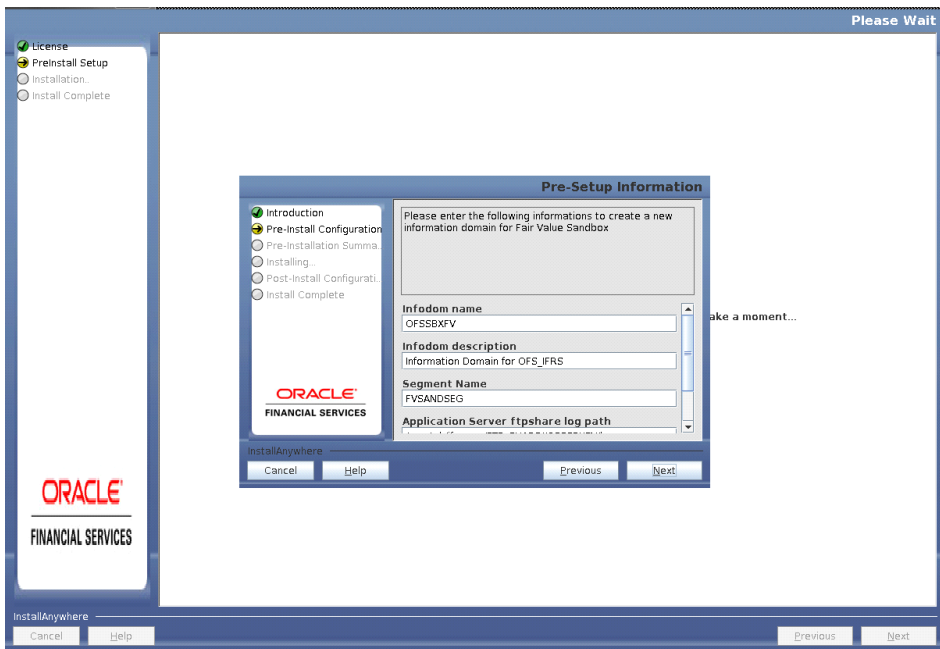 Please Wait
License
PreInstall Setup
Installation..
Install Complete
Pre-Setup Information
Introduction
Pre-Install Configuration
Pre-Installation Summa..
Installing...
Post-Install Configurati..
Install Complete
Please enter the following informations to create a new
information domain for Fair Value Sandbox
Infodom name
OFSSBXFV
Infodom description
Information Domain for OFS_IFRS
Segment Name
FVSANDSEG
Application Server ftpshare log path
ake a moment...
ORACLE
FINANCIAL SERVICES
InstallAnywhere
Cancel
Help
Previous
Next
ORACLE
FINANCIAL SERVICES
InstallAnywhere
Cancel
Help
Previous
Next